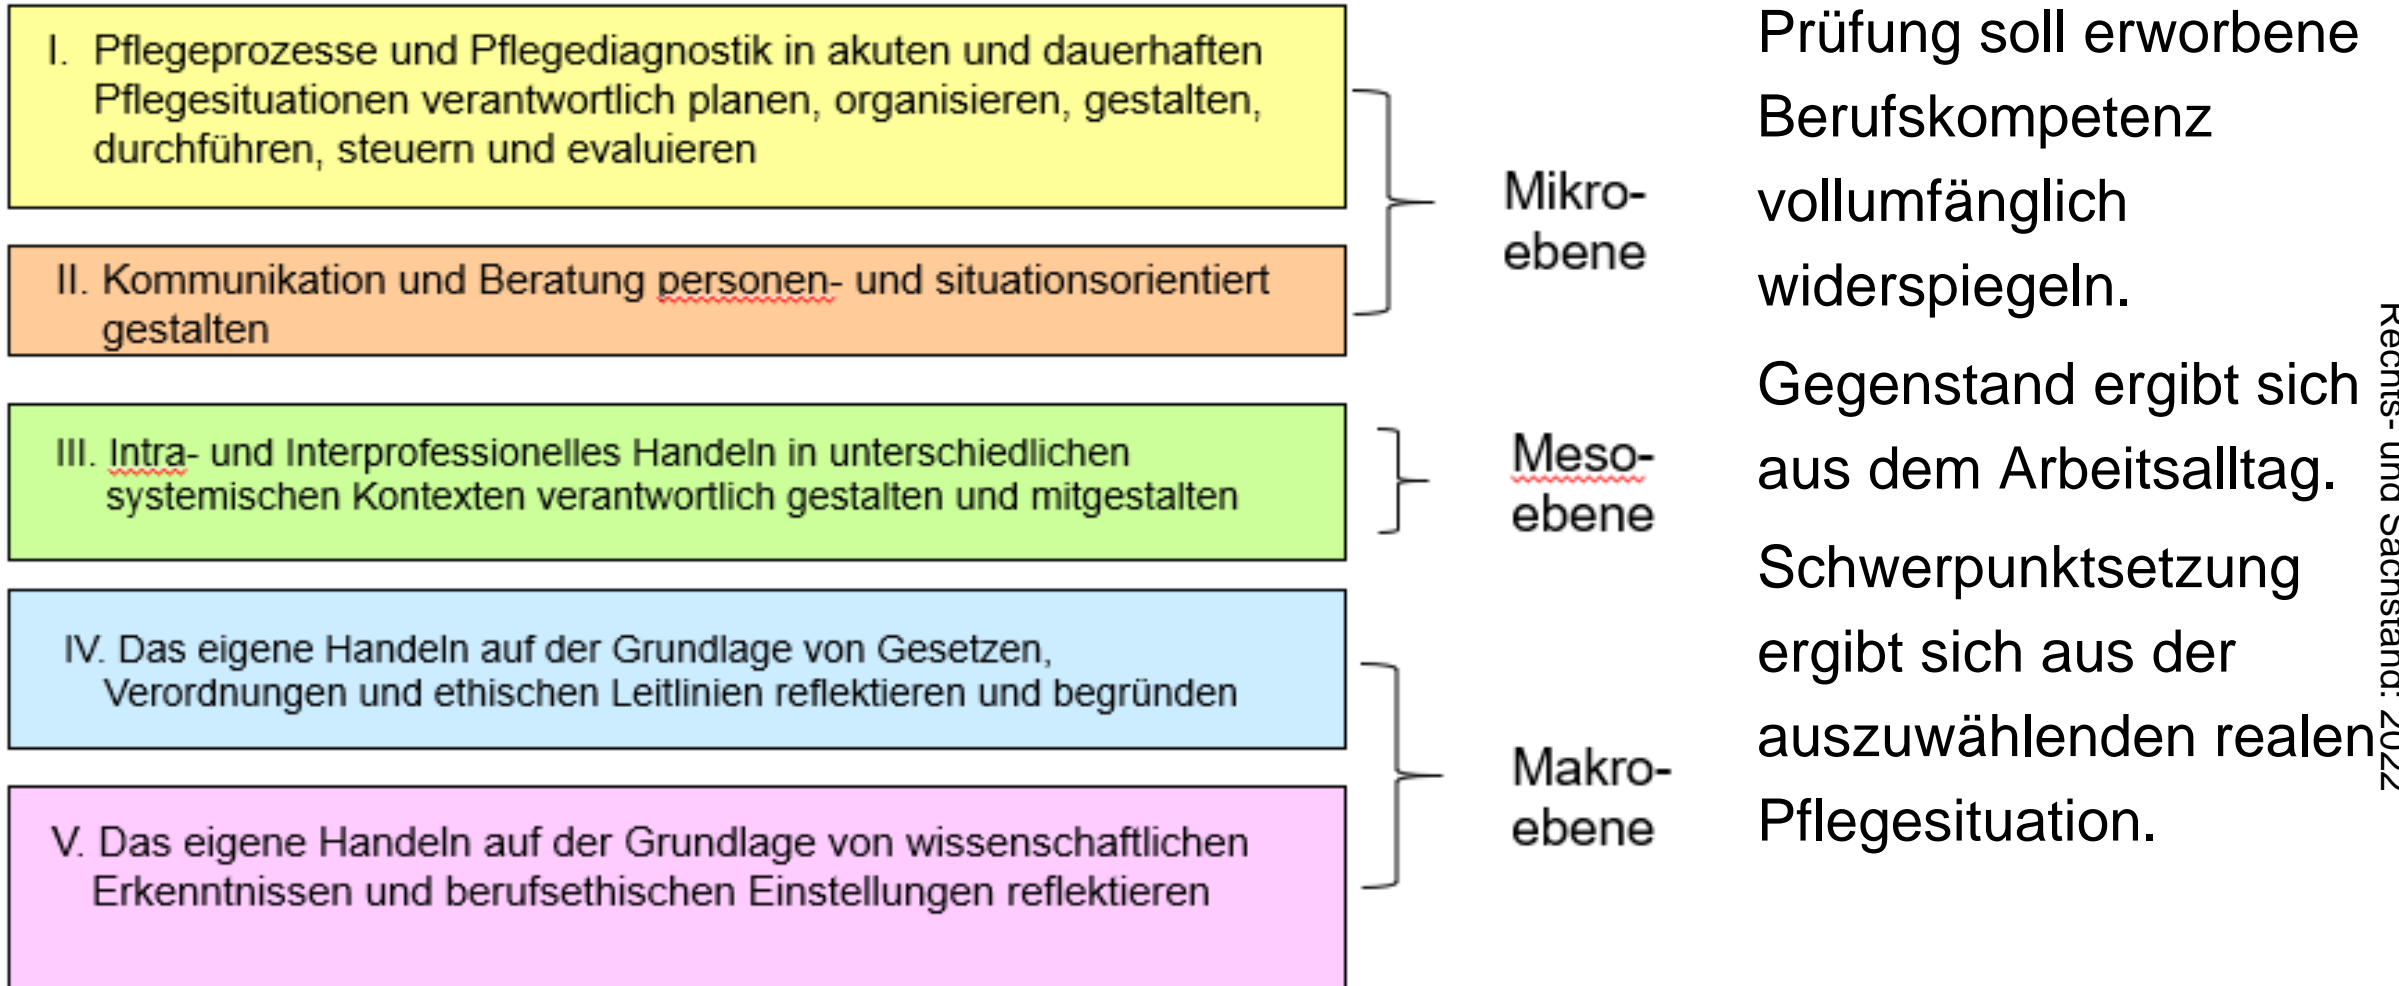 I. Pflegeprozesse und Pflegediagnostik in akuten und dauerhaften
Pflegesituationen verantwortlich planen, organisieren, gestalten,
durchführen, steuern und evaluieren
II. Kommunikation und Beratung personen- und situationsorientiert
gestalten
Mikro-
ebene
III. Intra- und Interprofessionelles Handeln in unterschiedlichen
systemischen Kontexten verantwortlich gestalten und mitgestalten
Meso-
ebene
IV. Das eigene Handeln auf der Grundlage von Gesetzen,
Verordnungen und ethischen Leitlinien reflektieren und begründen
V. Das eigene Handeln auf der Grundlage von wissenschaftlichen
Erkenntnissen und berufsethischen Einstellungen reflektieren
Makro-
ebene
Prüfung soll erworbene
Berufskompetenz
vollumfänglich
widerspiegeln.
Gegenstand ergibt sich
aus dem Arbeitsalltag.
Schwerpunktsetzung
ergibt sich aus der
auszuwählenden realen
Pflegesituation.
Rechts- und Sachstand: 2022